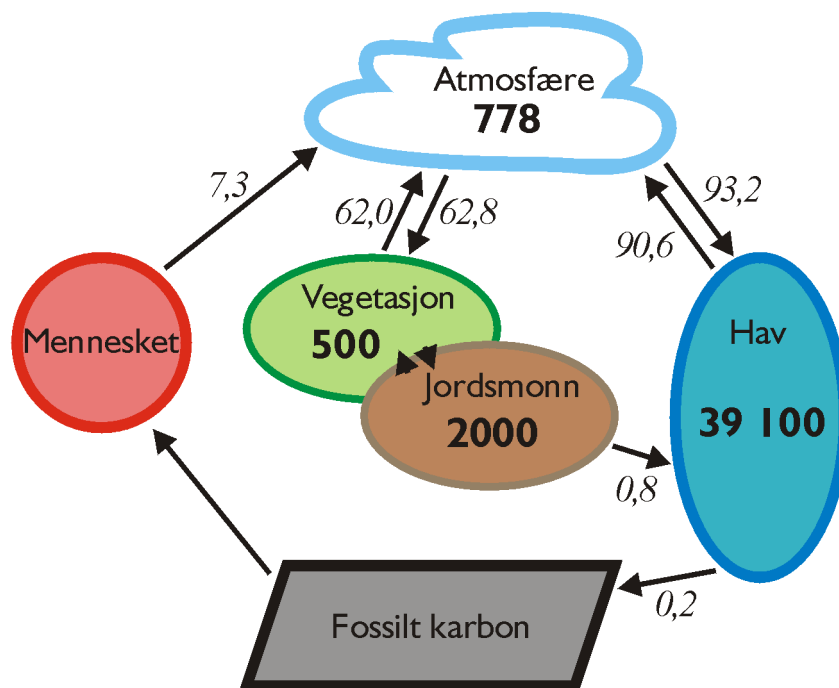 Atmosfære
778
7,3
62,0
62,8
93,2
90,6
Mennesket
Vegetasjon
500
Jordsmonn
2000
Hav
39 100
0,8
0,2
Fossilt karbon